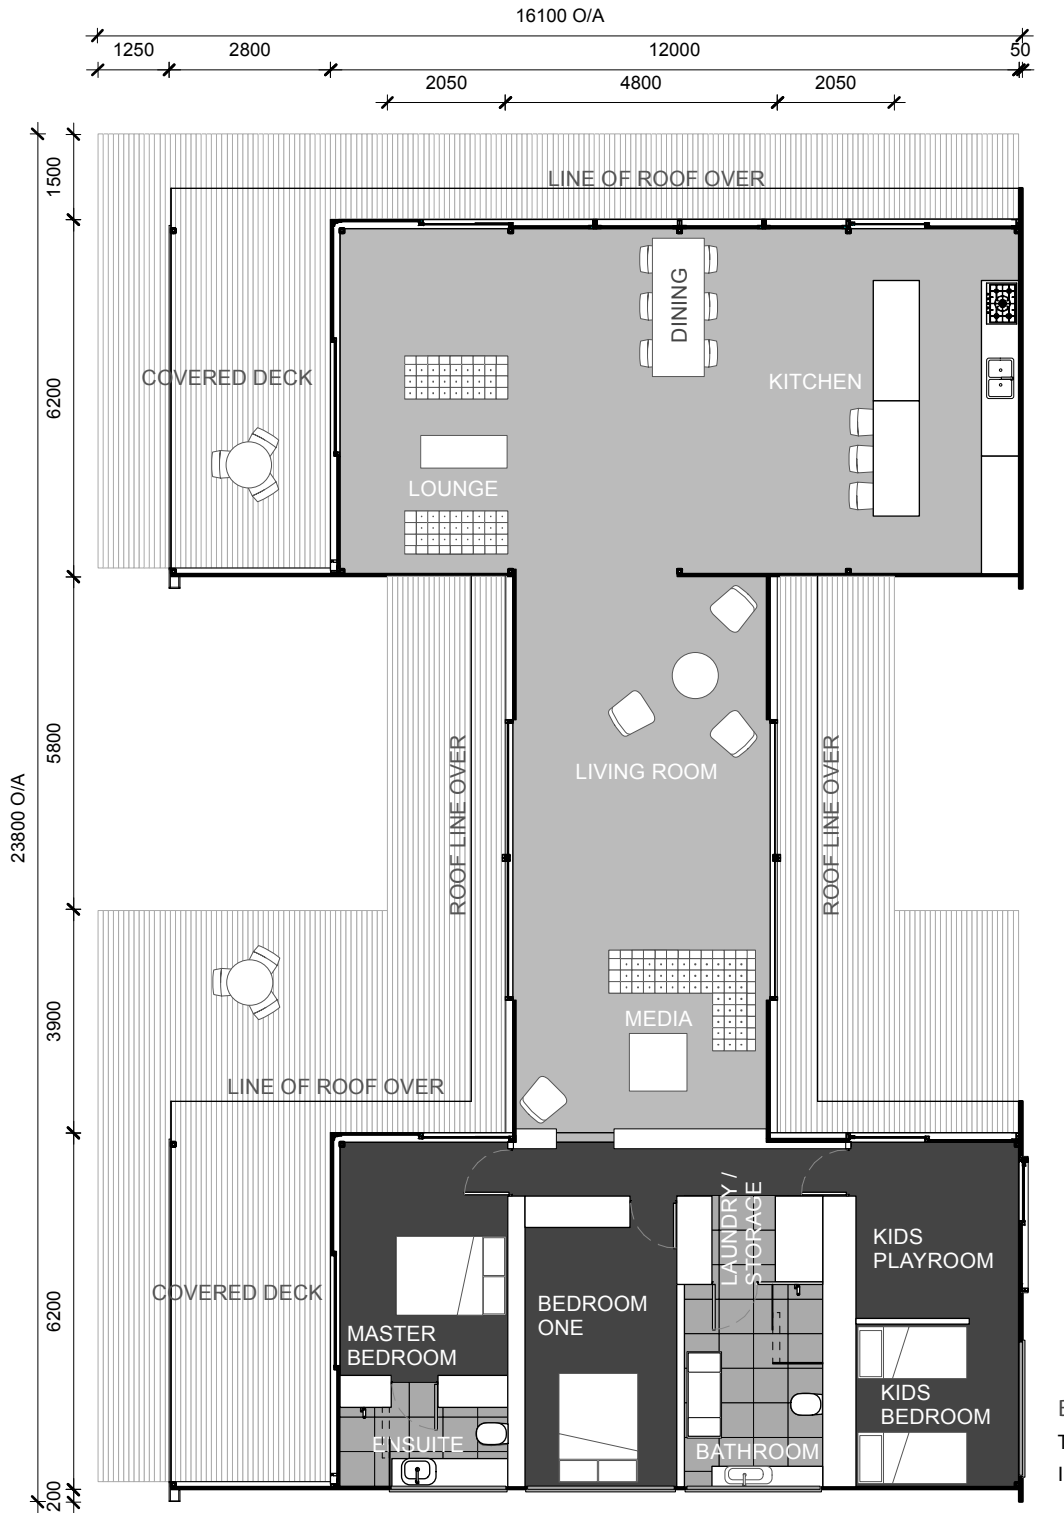 16100 O/A
1250
2800
12000
50
2050
4800
2050
1500
LINE OF ROOF OVER
DINING
6200
COVERED DECK
KITCHEN
LOUNGE
5800
ROOF LINE OVER
ROOF LINE OVER
LIVING ROOM
23800 O/A
3900
MEDIA
LINE OF ROOF OVER
LAUNDRY /
STORAGE
KIDS
PLAYROOM
6200
COVERED DECK
BEDROOM
ONE
MASTER
BEDROOM
KIDS
BEDROOM
ENSUITE
BATHROOM
200